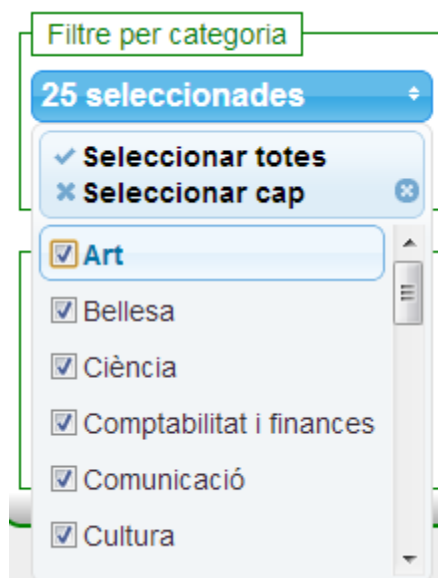 Filtre per categoria
25 seleccionades
Seleccionar totes
Seleccionar cap
Art
Bellesa
Ciència
Comptabilitat i finances
Comunicació
Cultura